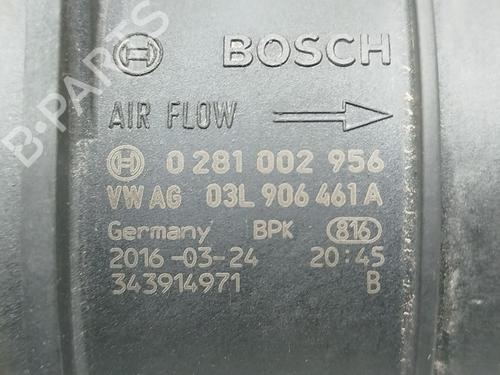 BOSCH
AIR FLOW
0 281 002 956
VW AG 03L 906 461 A
Germany BPK 816
2016-03-24 20:45
343914971 B
B-PARTS